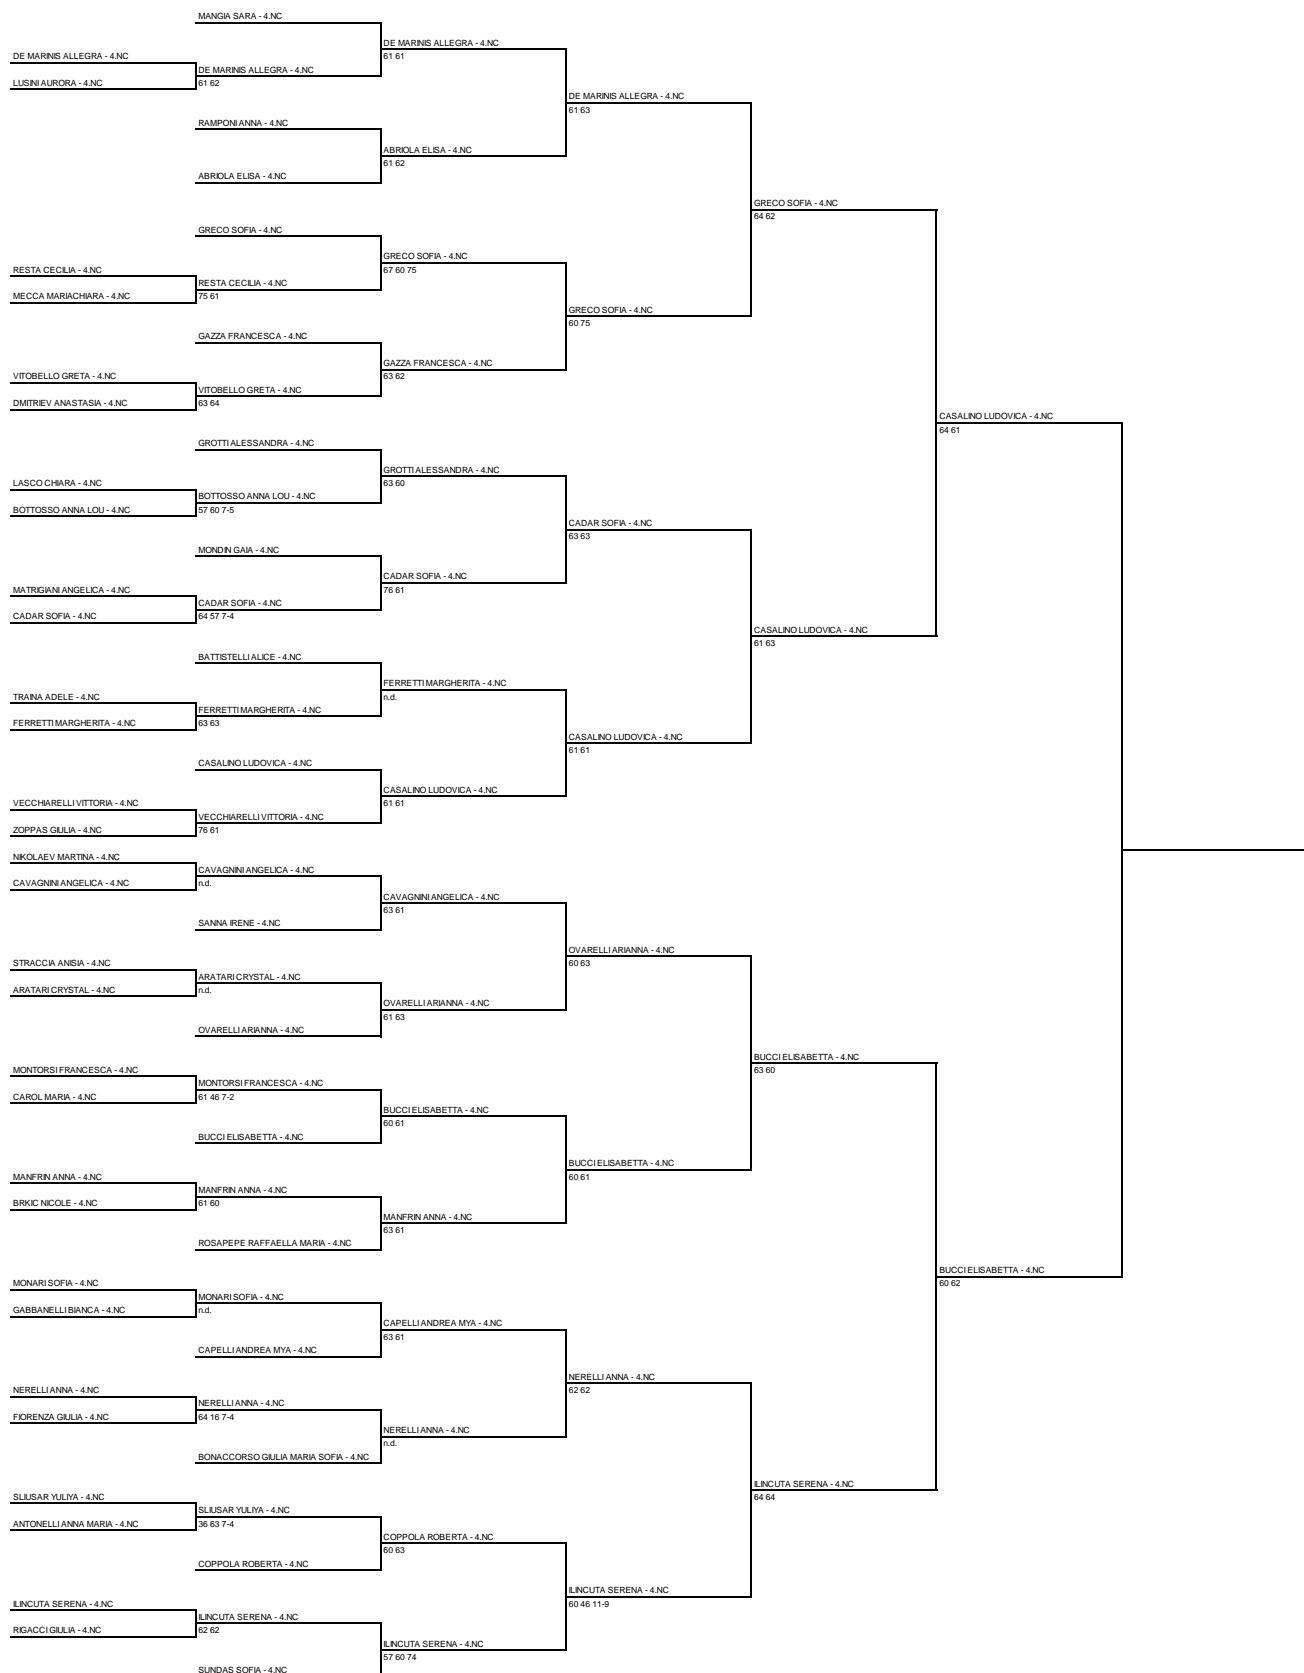 MANGIA SARA - 4.NC
DE MARINIS ALLEGRA - 4.NC
61 61
DE MARINIS ALLEGRA - 4.NC
DE MARINIS ALLEGRA - 4.NC
61 62
LUSINI AURORA - 4.NC
DE MARINIS ALLEGRA - 4.NC
61 63
RAMPONI ANNA - 4.NC
ABRIOLA ELISA - 4.NC
61 62
ABRIOLA ELISA - 4.NC
GRECO SOFIA - 4.NC
64 62
GRECO SOFIA - 4.NC
GRECO SOFIA - 4.NC
67 60 75
RESTA CECILIA - 4.NC
RESTA CECILIA - 4.NC
75 61
MECCA MARIACHIARA - 4.NC
GRECO SOFIA - 4.NC
60 75
GAZZA FRANCESCA - 4.NC
GAZZA FRANCESCA - 4.NC
63 62
VITOBELLO GRETA - 4.NC
VITOBELLO GRETA - 4.NC
63 64
DMITRIEV ANASTASIA - 4.NC
CASALINO LUDOVICA - 4.NC
64 61
GROTTI ALESSANDRA - 4.NC
GROTTI ALESSANDRA - 4.NC
63 60
LASCO CHIARA - 4.NC
BOTTOSSO ANNA LOU - 4.NC
57 60 7-5
BOTTOSSO ANNA LOU - 4.NC
CADAR SOFIA - 4.NC
63 63
MONDIN GAIA - 4.NC
CADAR SOFIA - 4.NC
76 61
MATRIGIANI ANGELICA - 4.NC
CADAR SOFIA - 4.NC
64 57 7-4
CADAR SOFIA - 4.NC
CASALINO LUDOVICA - 4.NC
61 63
BATTISTELLI ALICE - 4.NC
FERRETTI MARGHERITA - 4.NC
n.d.
TRAINA ADELE - 4.NC
FERRETTI MARGHERITA - 4.NC
63 63
FERRETTI MARGHERITA - 4.NC
CASALINO LUDOVICA - 4.NC
61 61
CASALINO LUDOVICA - 4.NC
CASALINO LUDOVICA - 4.NC
61 61
VECCHIARELLI VITTORIA - 4.NC
VECCHIARELLI VITTORIA - 4.NC
76 61
ZOPPAS GIULIA - 4.NC
NIKOLAEV MARTINA - 4.NC
CAVAGNINI ANGELICA - 4.NC
n.d.
CAVAGNINI ANGELICA - 4.NC
CAVAGNINI ANGELICA - 4.NC
63 61
SANNA IRENE - 4.NC
OVARELLI ARIANNA - 4.NC
60 63
STRACCIA ANISIA - 4.NC
ARATARI CRYSTAL - 4.NC
n.d.
ARATARI CRYSTAL - 4.NC
OVARELLI ARIANNA - 4.NC
61 63
OVARELLI ARIANNA - 4.NC
BUCCI ELISABETTA - 4.NC
63 60
MONTORSI FRANCESCA - 4.NC
MONTORSI FRANCESCA - 4.NC
61 46 7-2
CAROL MARIA - 4.NC
BUCCI ELISABETTA - 4.NC
60 61
BUCCI ELISABETTA - 4.NC
BUCCI ELISABETTA - 4.NC
60 61
MANFRIN ANNA - 4.NC
MANFRIN ANNA - 4.NC
61 60
BRKIC NICOLE - 4.NC
MANFRIN ANNA - 4.NC
63 61
ROSAPEPE RAFFAELLA MARIA - 4.NC
BUCCI ELISABETTA - 4.NC
60 62
MONARI SOFIA - 4.NC
MONARI SOFIA - 4.NC
n.d.
GABBANELLI BIANCA - 4.NC
CAPELLI ANDREA MYA - 4.NC
63 61
CAPELLI ANDREA MYA - 4.NC
NERELLI ANNA - 4.NC
62 62
NERELLI ANNA - 4.NC
NERELLI ANNA - 4.NC
64 16 7-4
FIORENZA GIULIA - 4.NC
NERELLI ANNA - 4.NC
n.d.
BONACCORSO GIULIA MARIA SOFIA - 4.NC
ILINCUTA SERENA - 4.NC
64 64
SLIUSAR YULIYA - 4.NC
SLIUSAR YULIYA - 4.NC
36 63 7-4
ANTONELLI ANNA MARIA - 4.NC
COPPOLA ROBERTA - 4.NC
60 63
COPPOLA ROBERTA - 4.NC
ILINCUTA SERENA - 4.NC
60 46 11-9
ILINCUTA SERENA - 4.NC
ILINCUTA SERENA - 4.NC
62 62
RIGACCI GIULIA - 4.NC
ILINCUTA SERENA - 4.NC
57 60 74
SUNDAS SOFIA - 4.NC